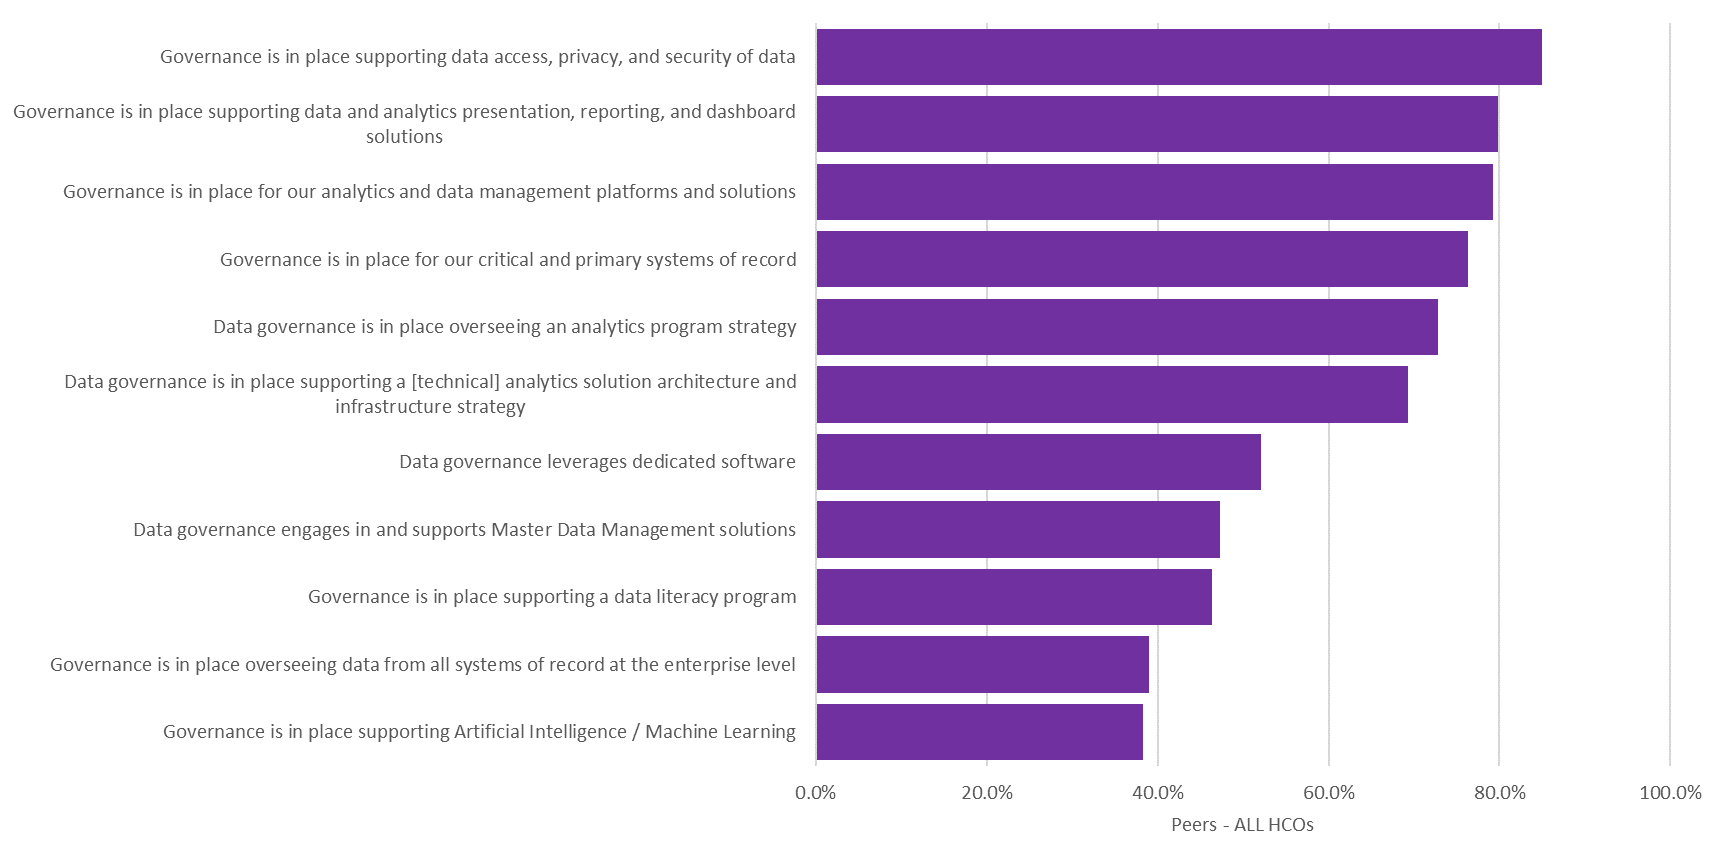 Governance is in place supporting data access, privacy, and security of data
Governance is in place supporting data and analytics presentation, reporting, and dashboard
solutions
Governance is in place for our analytics and data management platforms and solutions
Governance is in place for our critical and primary systems of record
Data governance is in place overseeing an analytics program strategy
Data governance is in place supporting a [technical] analytics solution architecture and
infrastructure strategy
Data governance leverages dedicated software
Data governance engages in and supports Master Data Management solutions
Governance is in place supporting a data literacy program
Governance is in place overseeing data from all systems of record at the enterprise level
Governance is in place supporting Artificial Intelligence / Machine Learning
0.0% 20.0% 40.0% 60.0% 80.0% 100.0%
Peers - ALL HCOs